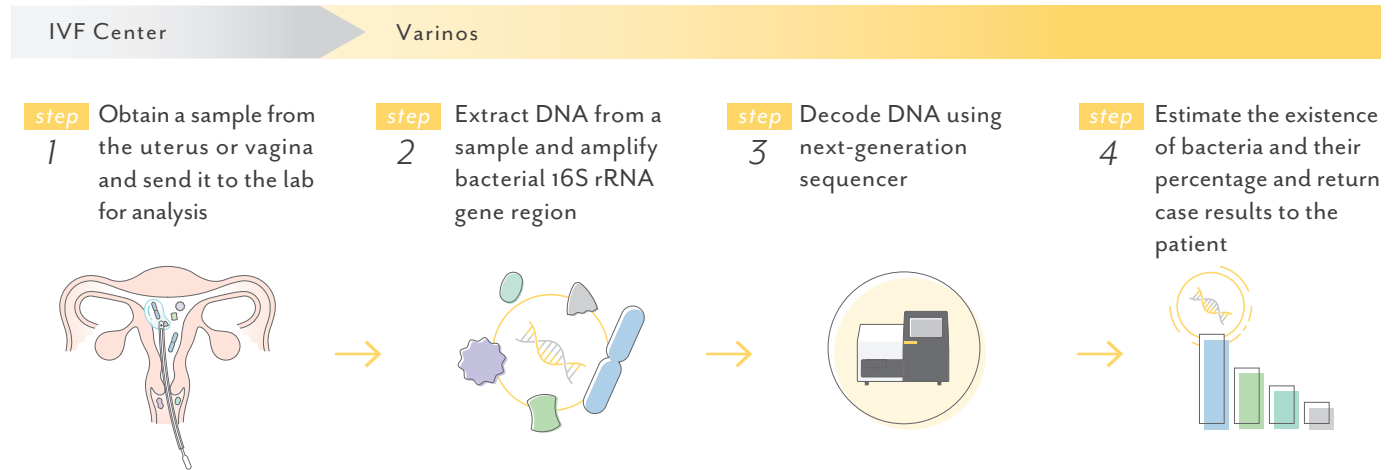 IVF Center
Varinos
step
1
Obtain a sample from
the uterus or vagina
and send it to the lab
for analysis
step
2
Extract DNA from a
sample and amplify
bacterial 16S rRNA
gene region
step
3
Decode DNA using
next-generation
sequencer
step
4
Estimate the existence
of bacteria and their
percentage and return
case results to the
patient